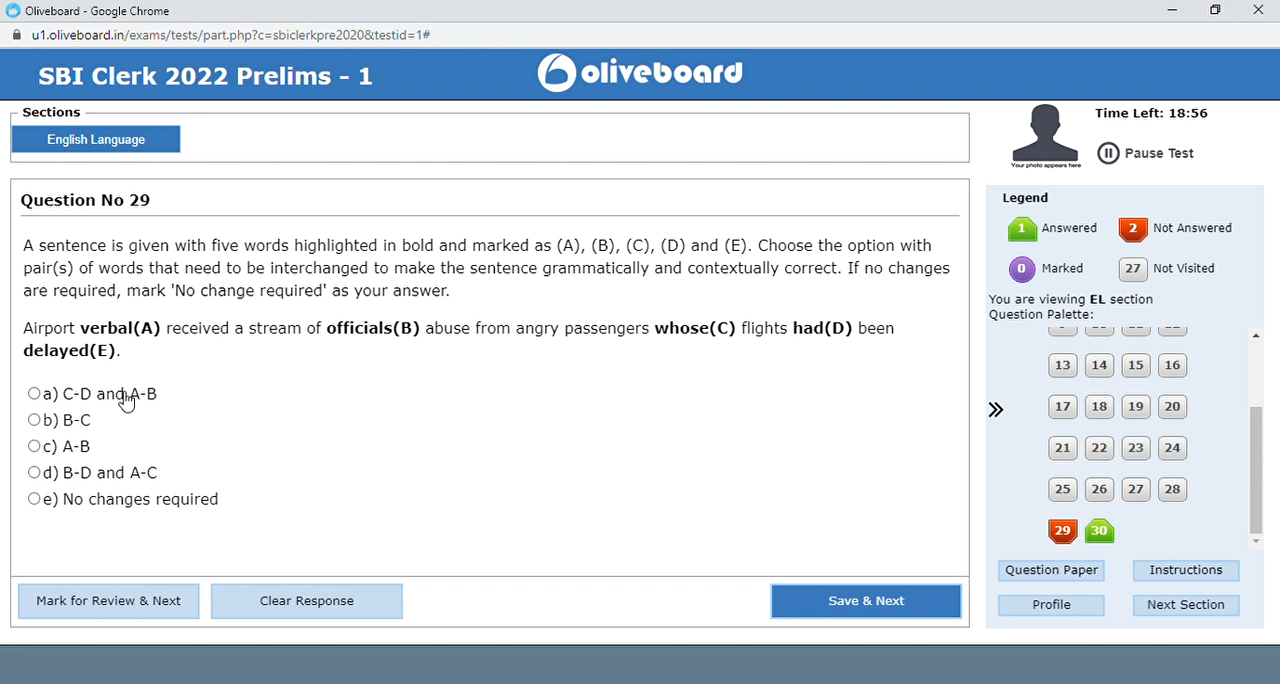 Oliveboard - Google Chrome
u1.oliveboard.in/exams/tests/part.php?c=sbiclerkpre2020&testid=1#
SBI Clerk 2022 Prelims - 1
oliveboard
Sections
English Language
Time Left: 18:56
Your photo appears here
Pause Test
Question No 29
A sentence is given with five words highlighted in bold and marked as (A), (B), (C), (D) and (E). Choose the option with
pair(s) of words that need to be interchanged to make the sentence grammatically and contextually correct. If no changes
are required, mark 'No change required' as your answer.
Airport verbal(A) received a stream of officials(B) abuse from angry passengers whose(C) flights had(D) been
delayed(E).
a) C-D and A-B
b) B-C
c) A-B
d) B-D and A-C
e) No changes required
Mark for Review & Next
Clear Response
Save & Next
Legend
1 Answered
2 Not Answered
0 Marked
27 Not Visited
You are viewing EL section
Question Palette:
13 14 15 16
17 18 19 20
21 22 23 24
25 26 27 28
29 30
Question Paper
Instructions
Profile
Next Section